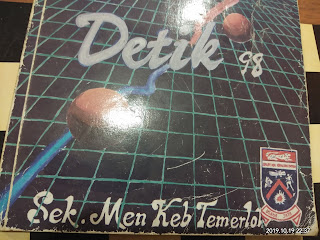 Detik 98
Sek. Men Keb Temerloh
2019.10.19 22:37